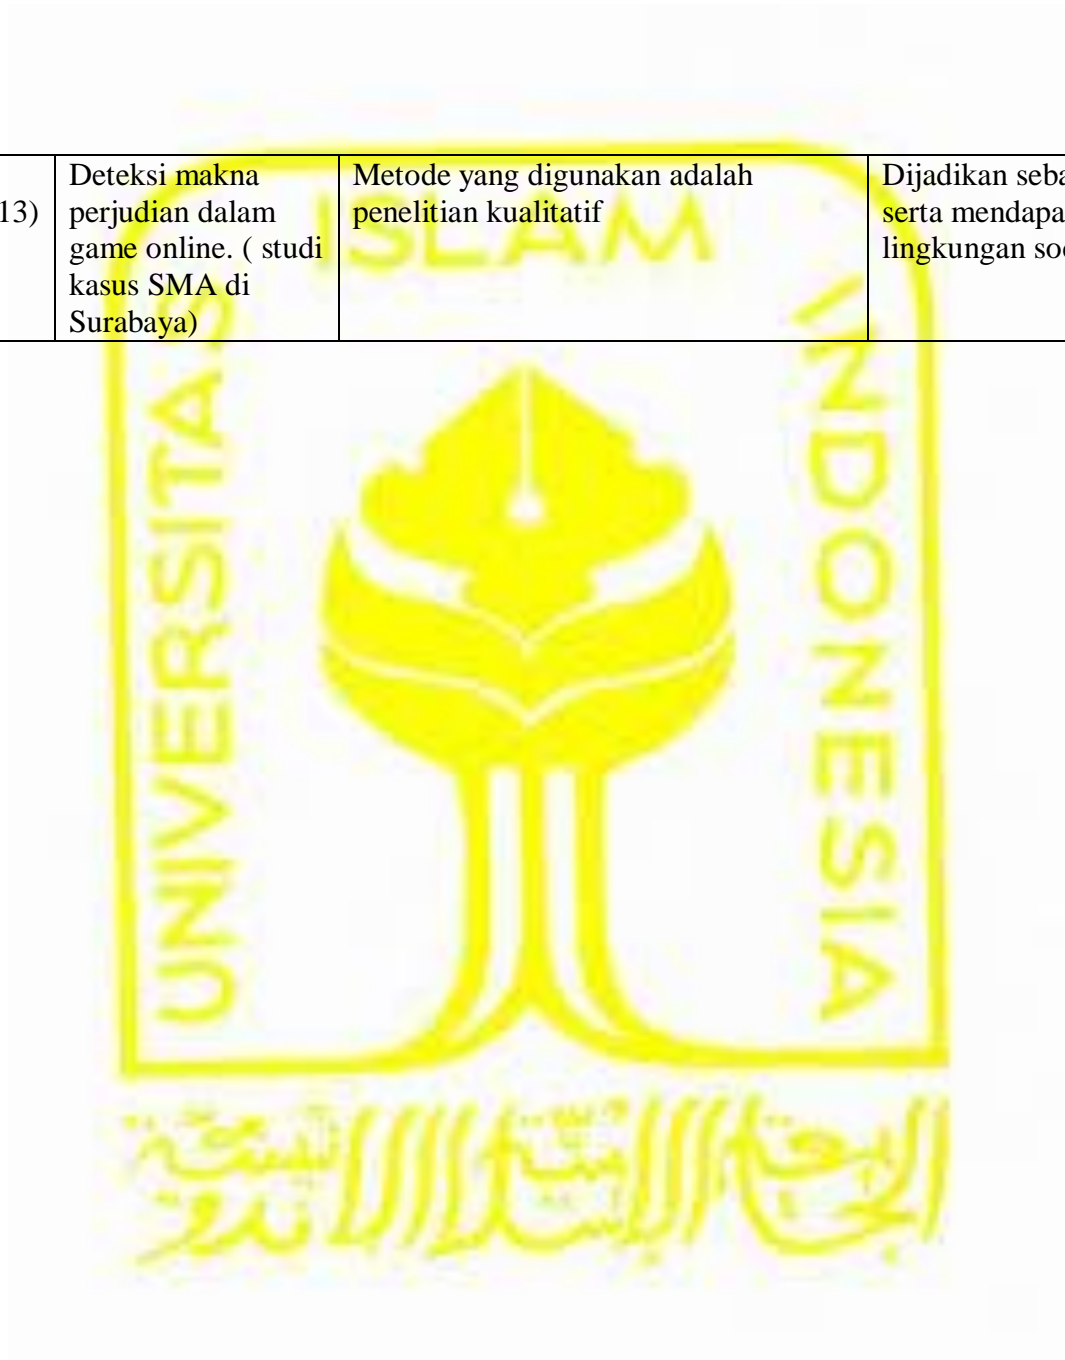 13)
Deteksi makna
perjudian dalam
game online. ( studi
kasus SMA di
Surabaya)
Metode yang digunakan adalah
penelitian kualitatif
Dijadikan seba
serta mendapa
lingkungan so
UNIVERSITAS
ISLAM
INDONESIA